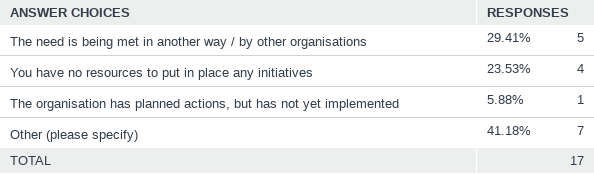 ANSWER CHOICES RESPONSES
The need is being met in another way / by other organisations 29.41% 5
You have no resources to put in place any initiatives 23.53% 4
The organisation has planned actions, but has not yet implemented 5.88% 1
Other (please specify) 41.18% 7
TOTAL 17